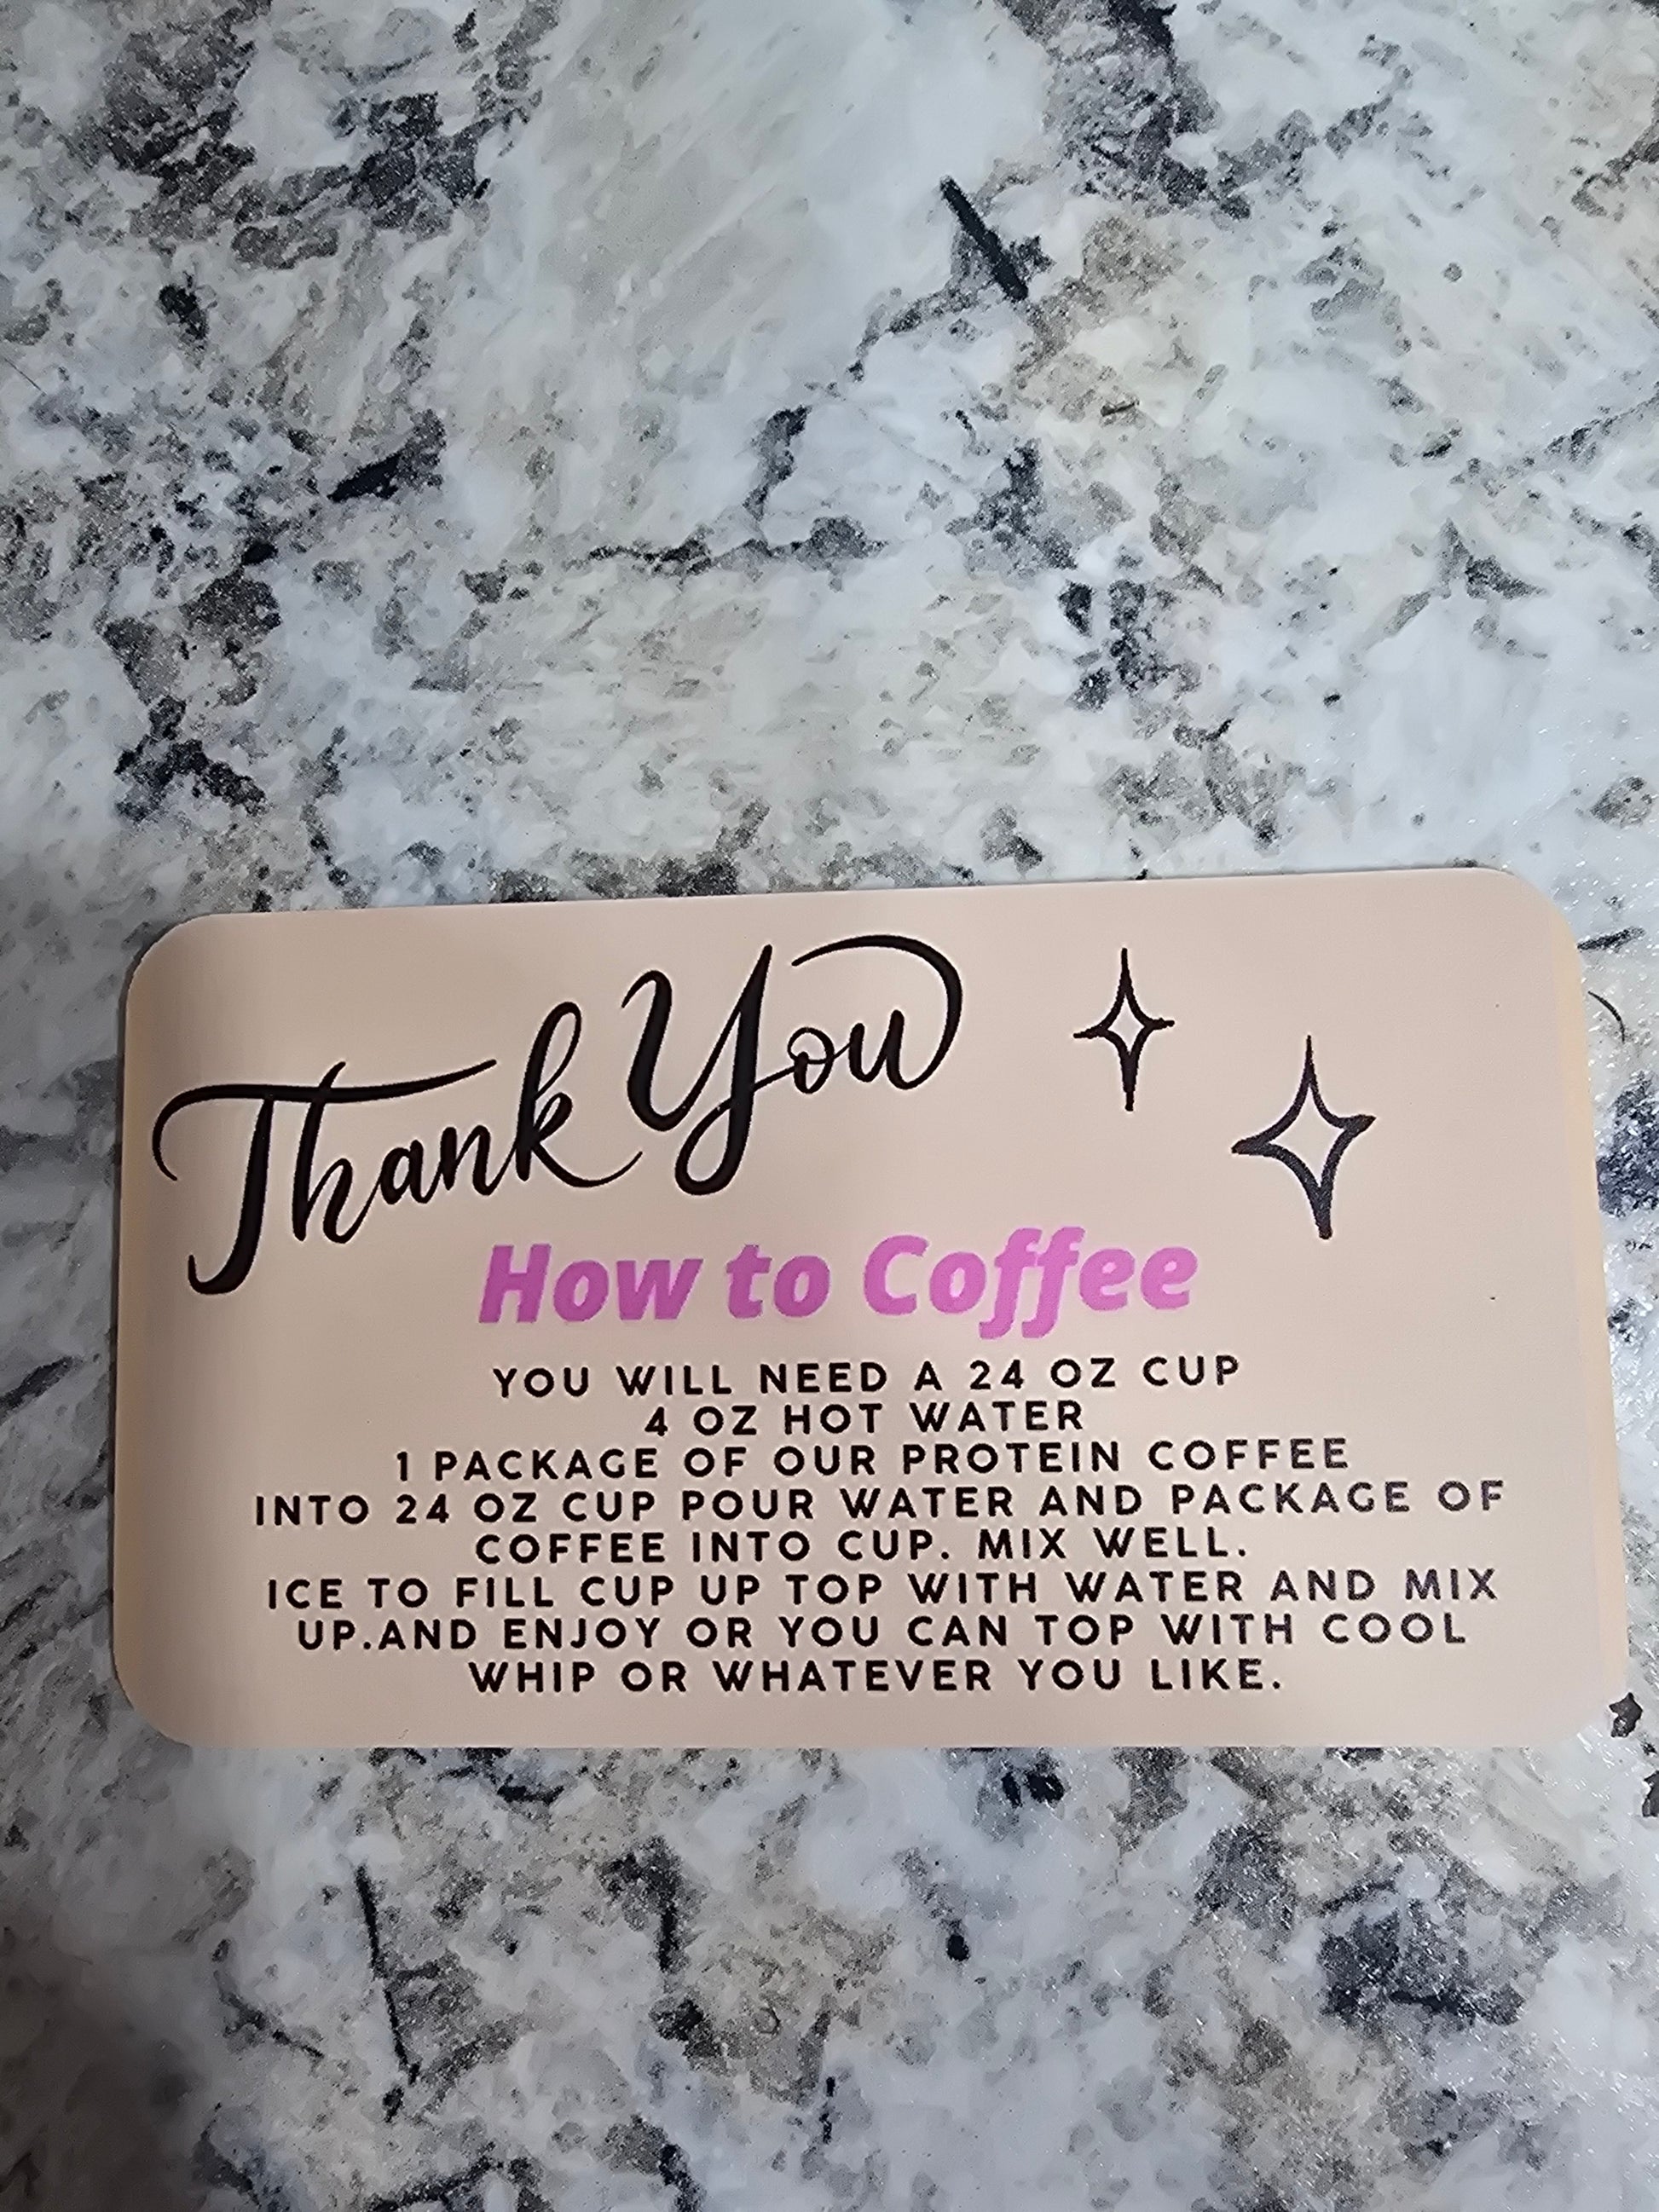 Thank You
How to Coffee
YOU WILL NEED A 24 OZ CUP
4 OZ HOT WATER
1 PACKAGE OF OUR PROTEIN COFFEE
INTO 24 OZ CUP POUR WATER AND PACKAGE OF
COFFEE INTO CUP. MIX WELL.
ICE TO FILL CUP UP TOP WITH WATER AND MIX
UP.AND ENJOY OR YOU CAN TOP WITH COOL
WHIP OR WHATEVER YOU LIKE.